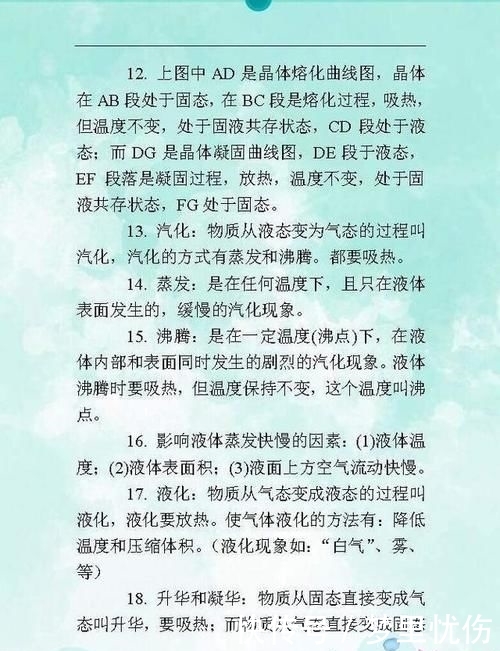 12. 上图中 AD 是晶体熔化曲线图，晶体
在 AB 段处于固态，在 BC 段是熔化过程，吸热，
但温度不变，处于固液共存状态，CD 段处于液
态；而 DG 是晶体凝固曲线图，DE 段于液态，
EF 段落是凝固过程，放热，温度不变，处于固
液共存状态，FG 处于固态。
13. 汽化：物质从液态变为气态的过程叫
汽化，汽化的方式有蒸发和沸腾。都要吸热。
14. 蒸发：是在任何温度下，且只在液体
表面发生的，缓慢的汽化现象。
15. 沸腾：是在一定温度(沸点)下，在液
体内部和表面同时发生的剧烈的汽化现象。液体
沸腾时要吸热，但温度保持不变，这个温度叫沸
点。
16. 影响液体蒸发快慢的因素：(1)液体温
度；(2)液体表面积；(3)液面上方空气流动快慢。
17. 液化：物质从气态变成液态的过程叫
液化，液化要放热。使气体液化的方法有：降低
温度和压缩体积。（液化现象如：“白气”、雾、
等）
18. 升华和凝华：物质从固态直接变成气
态叫升华，要吸热；而物质从气态直接变成固
梦里忧伤